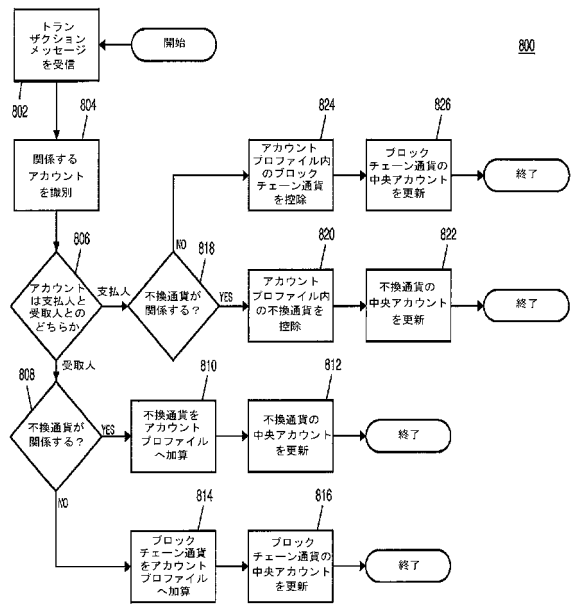 トラン
ザクション
メッセージ
を受信
開始
800
802
804
関係する
アカウント
を識別
824
アカウント
プロファイル内
のブロック
チェーン通貨
を控除
826
ブロック
チェーン通貨の
中央アカウント
を更新
終了
806
アカウント
は支払人と
受取人との
どちらか
支払人
NO
818
不換通貨が
関係する？
YES
820
アカウント
プロファイル内
の不換通貨を
控除
822
不換通貨の
中央アカウント
を更新
終了
受取人
808
不換通貨が
関係する？
YES
810
不換通貨を
アカウント
プロファイル
へ加算
812
不換通貨の
中央アカウント
を更新
終了
NO
814
ブロック
チェーン通貨
をアカウント
プロファイル
へ加算
816
ブロック
チェーン通貨の
中央アカウント
を更新
終了